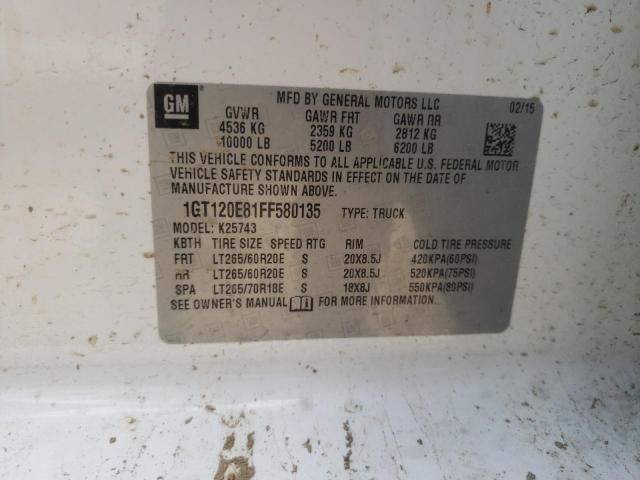 GM
MFD BY GENERAL MOTORS LLC 02/15
GVWR GAWR FRT GAWR RR
4536 KG 2359 KG 2812 KG
10000 LB 5200 LB 6200 LB
THIS VEHICLE CONFORMS TO ALL APPLICABLE U.S. FEDERAL MOTOR
VEHICLE SAFETY STANDARDS IN EFFECT ON THE DATE OF
MANUFACTURE SHOWN ABOVE.
1GT120E81FF580135 TYPE: TRUCK
MODEL: K25743
KBTH TIRE SIZE SPEED RTG RIM COLD TIRE PRESSURE
FRT LT265/60R20E S 20X8.5J 420KPA(60PSI)
RR LT265/60R20E S 20X8.5J 520KPA(75PSI)
SPA LT265/70R18E S 18X8J 550KPA(80PSI)
SEE OWNER'S MANUAL FOR MORE INFORMATION.